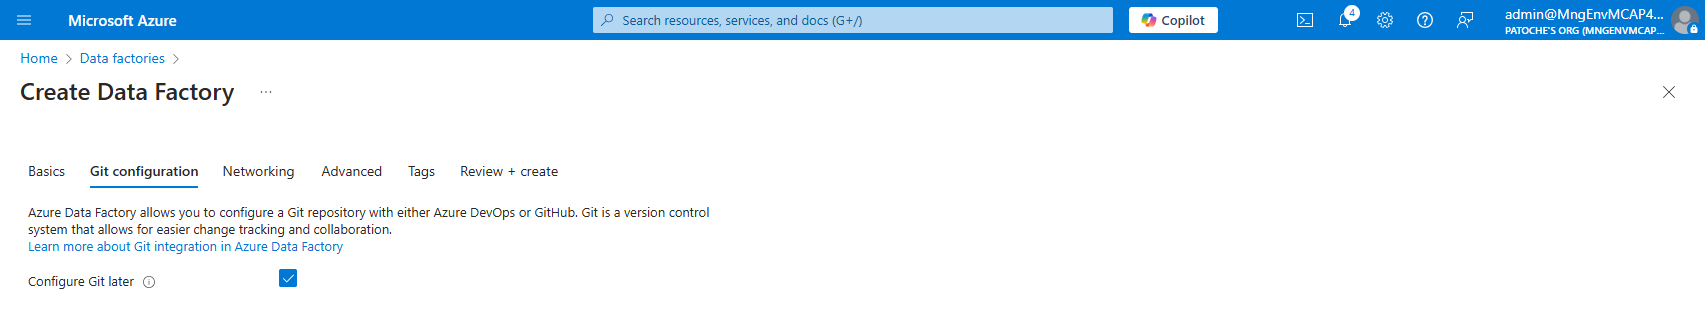 Microsoft Azure
Search resources, services, and docs (G+/)
Copilot
4
admin@MngEnvMCAP4...
PATOCHE'S ORG (MNGENVMCAP...
Home > Data factories >
Create Data Factory ...
Basics
Git configuration
Networking
Advanced
Tags
Review + create
Azure Data Factory allows you to configure a Git repository with either Azure DevOps or GitHub. Git is a version control
system that allows for easier change tracking and collaboration.
Learn more about Git integration in Azure Data Factory
Configure Git later